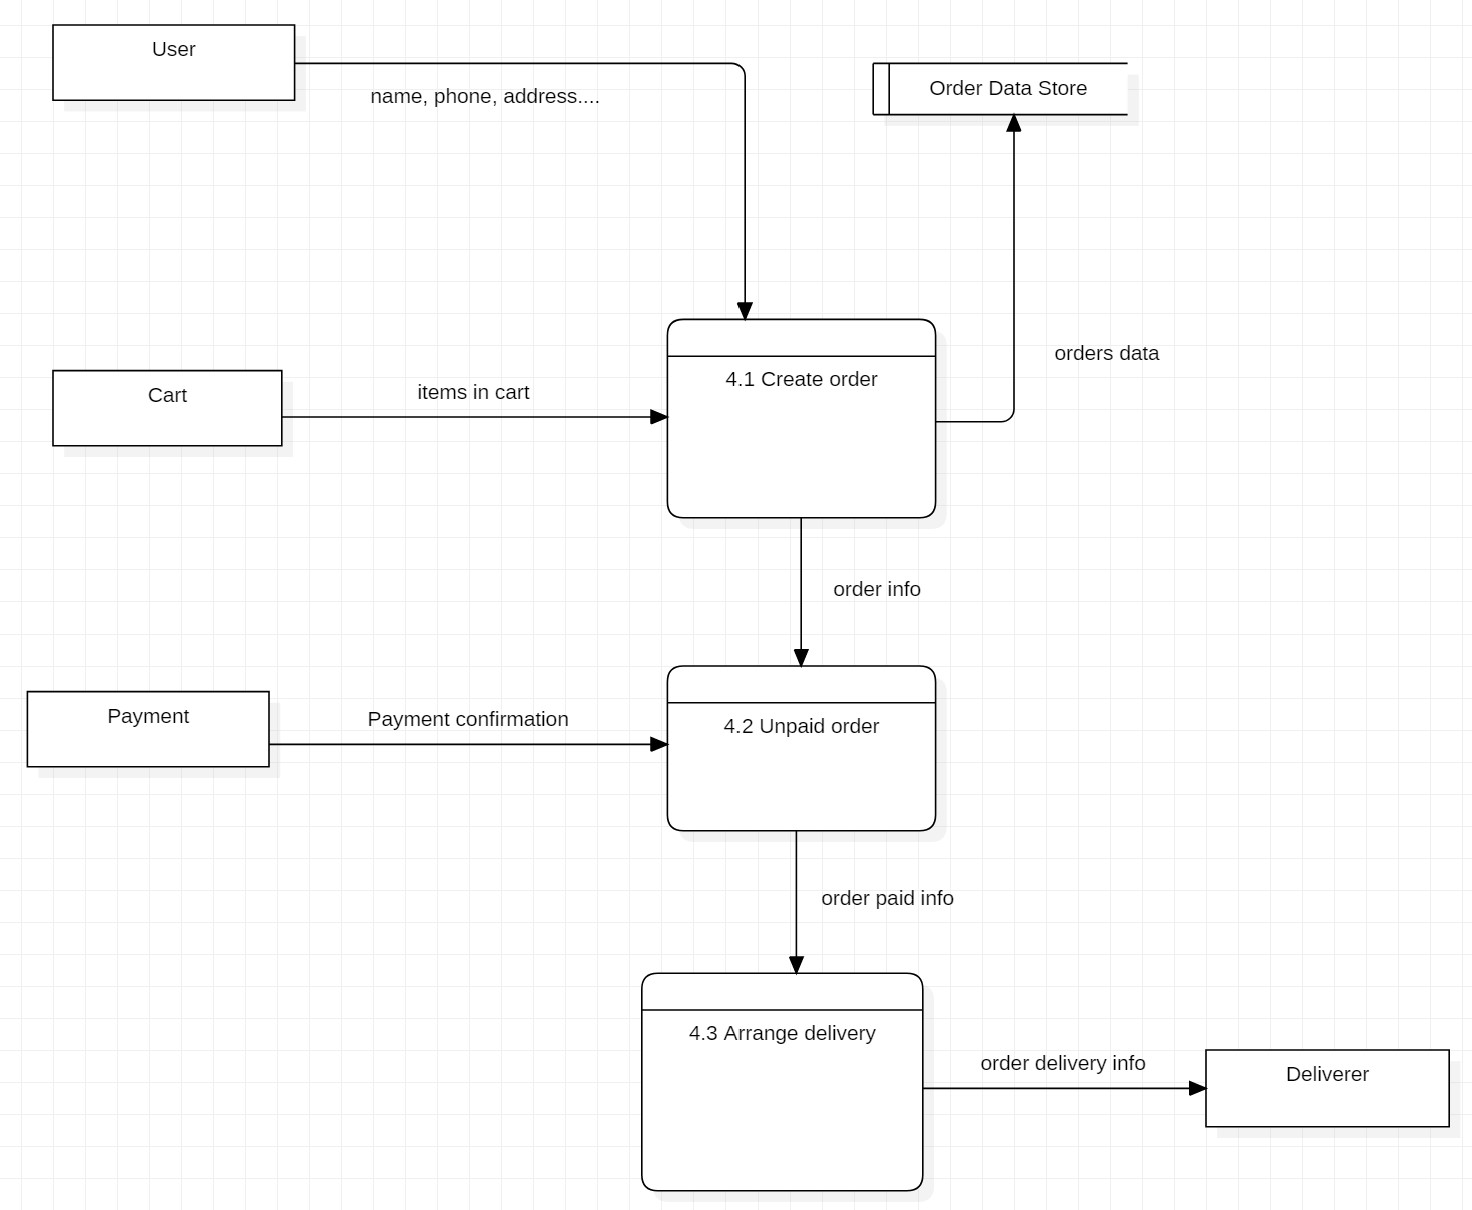 User
name, phone, address....
Order Data Store
orders data
Cart
items in cart
4.1 Create order
order info
Payment
Payment confirmation
4.2 Unpaid order
order paid info
4.3 Arrange delivery
order delivery info
Deliverer